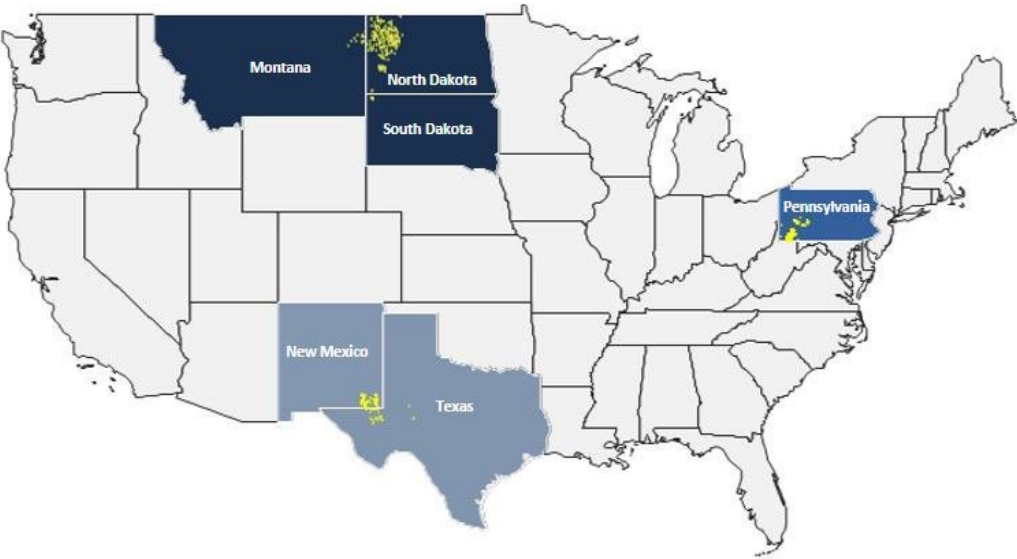 Montana
North Dakota
South Dakota
Pennsylvania
New Mexico
Texas